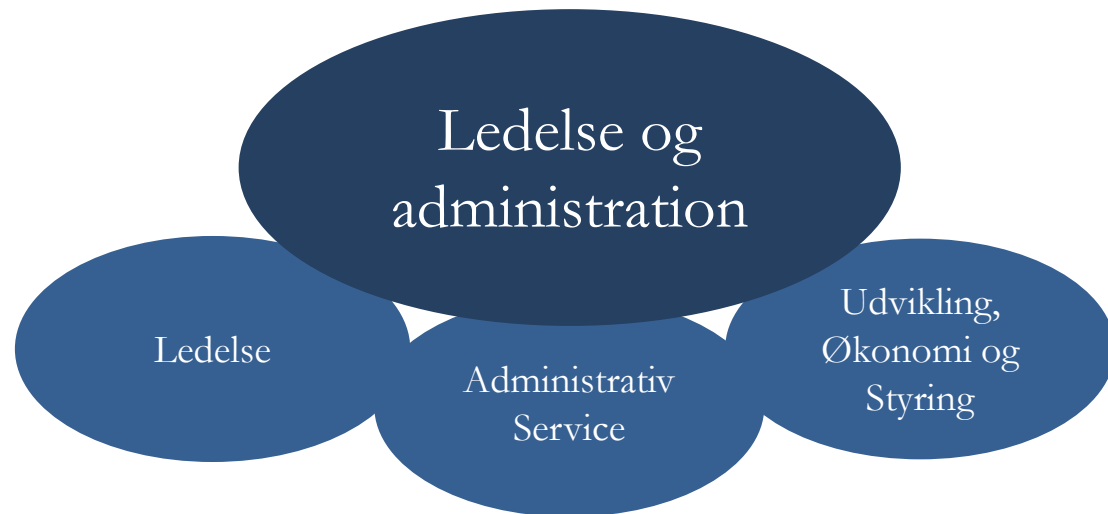 Ledelse og
administration
Ledelse
Administrativ
Service
Udvikling,
Økonomi og
Styring